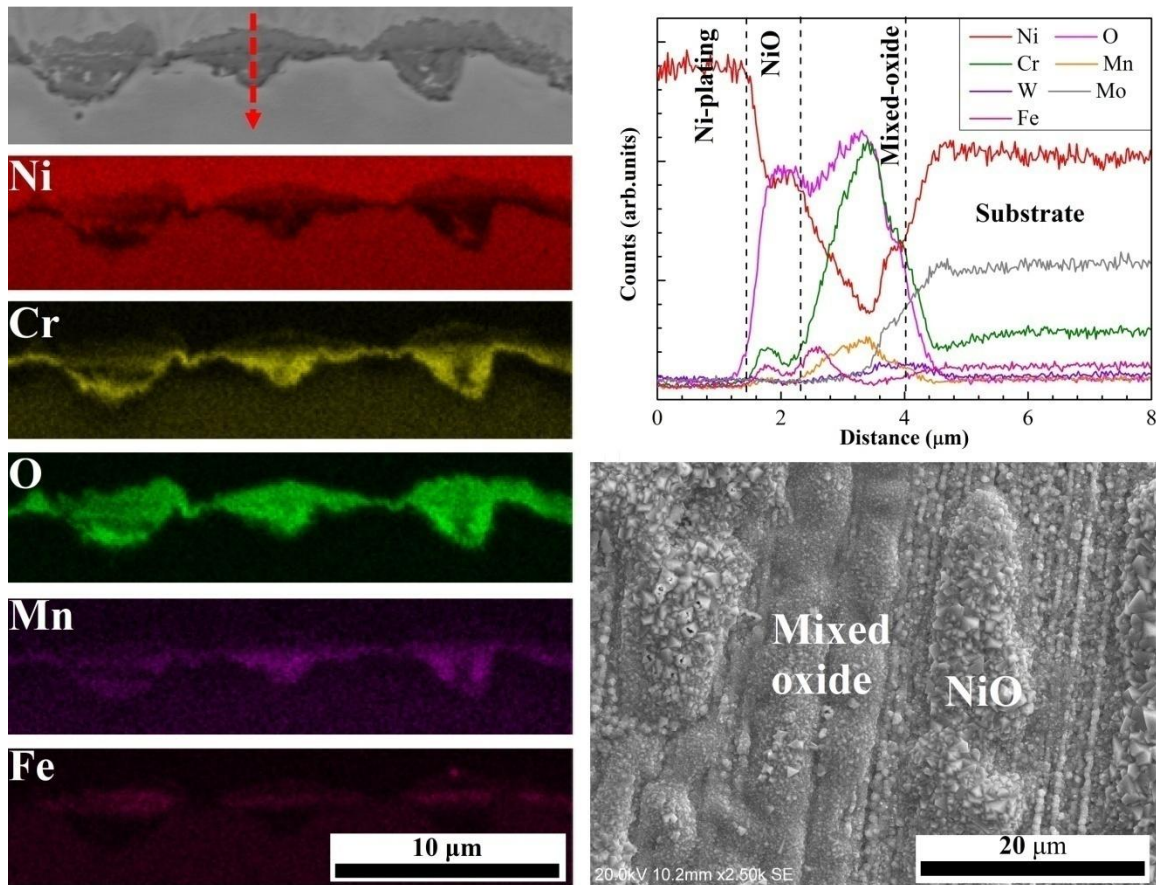 Ni
Cr
O
Mn
Fe
10 μm
Counts (arb.units)
Ni-plating
NiO
Mixed-oxide
Substrate
Ni
O
Cr
Mn
W
Mo
Fe
0
2
4
6
8
Distance (μm)
Mixed
oxide
NiO
20 μm
20.0kV 10.2mm x2.50k SE